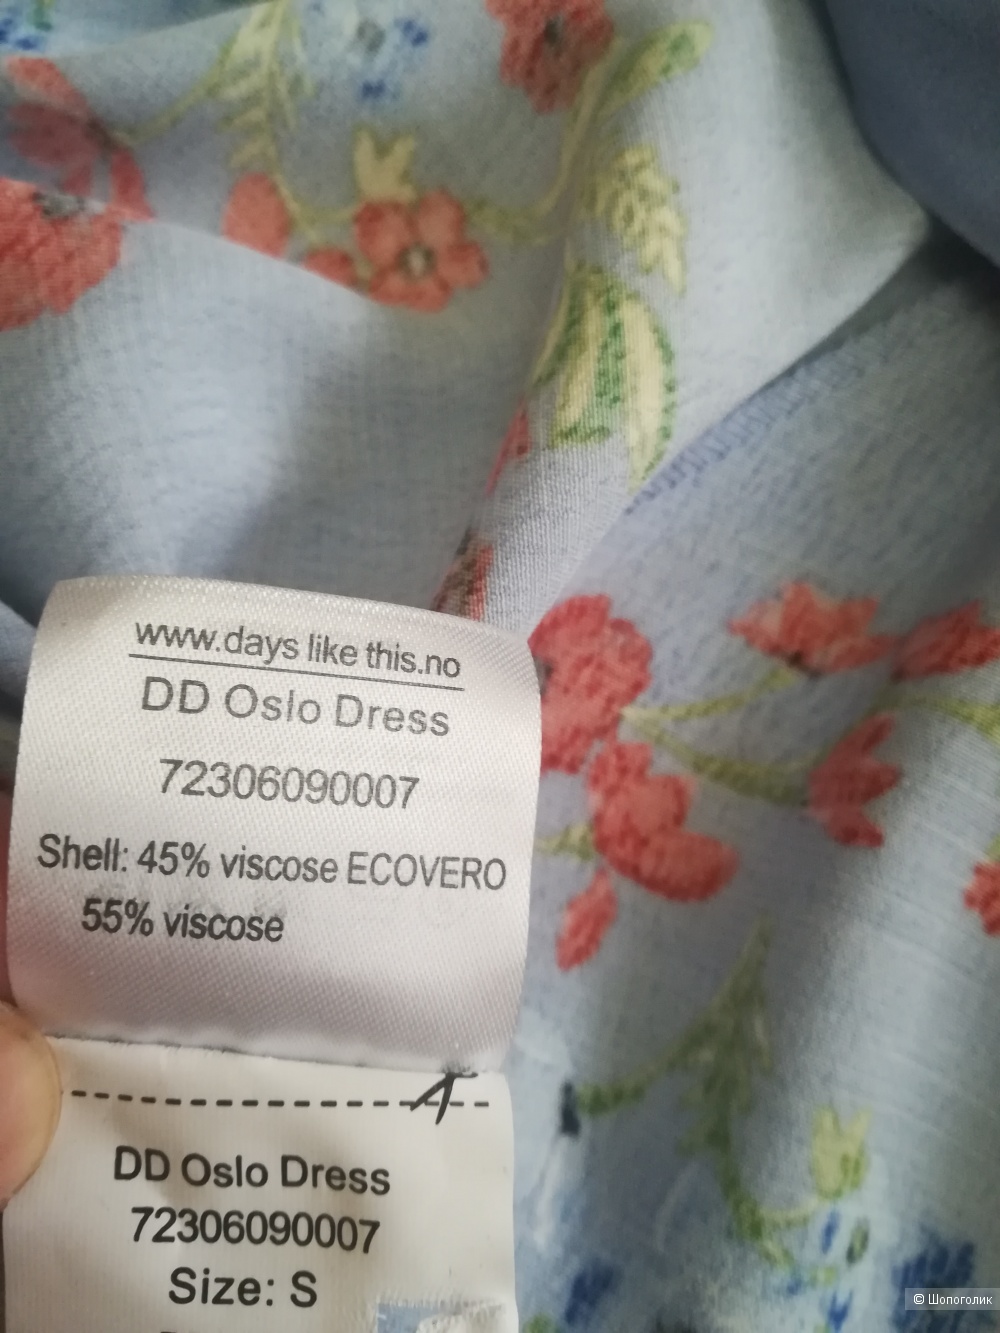 www.days like this.no
DD Oslo Dress
72306090007
Shell: 45% viscose ECOVERO
55% viscose
DD Oslo Dress
72306090007
Size: S
© Шопоголик